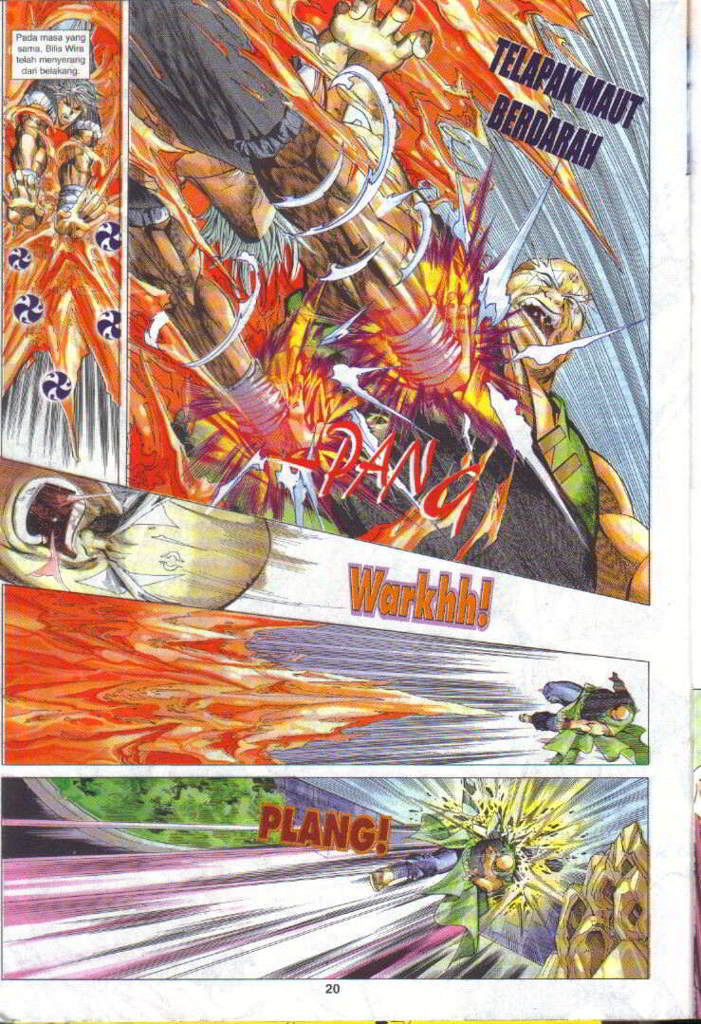 Pada masa yang
sama, Bilis Wira
telah menyerang
dari belakang.
TELAPAK MAUT
BERDARAH
PANG
Warkhh!
PLANG!
20